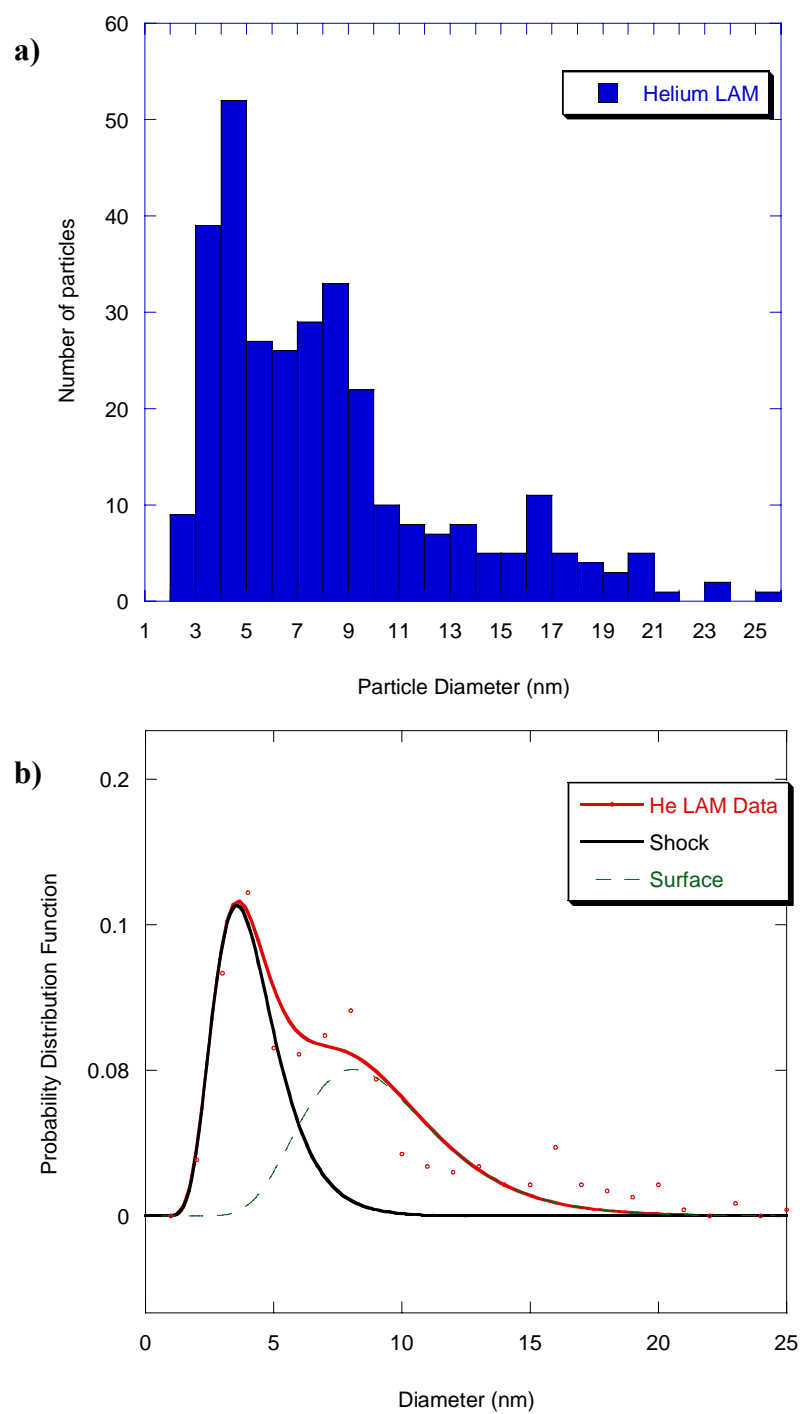 a)
60
50
40
30
20
10
0
Number of particles
Helium LAM
1 3 5 7 9 11 13 15 17 19 21 23 25
Particle Diameter (nm)
b)
0.2
0.1
0.08
0
Probability Distribution Function
He LAM Data
Shock
Surface
0 5 10 15 20 25
Diameter (nm)